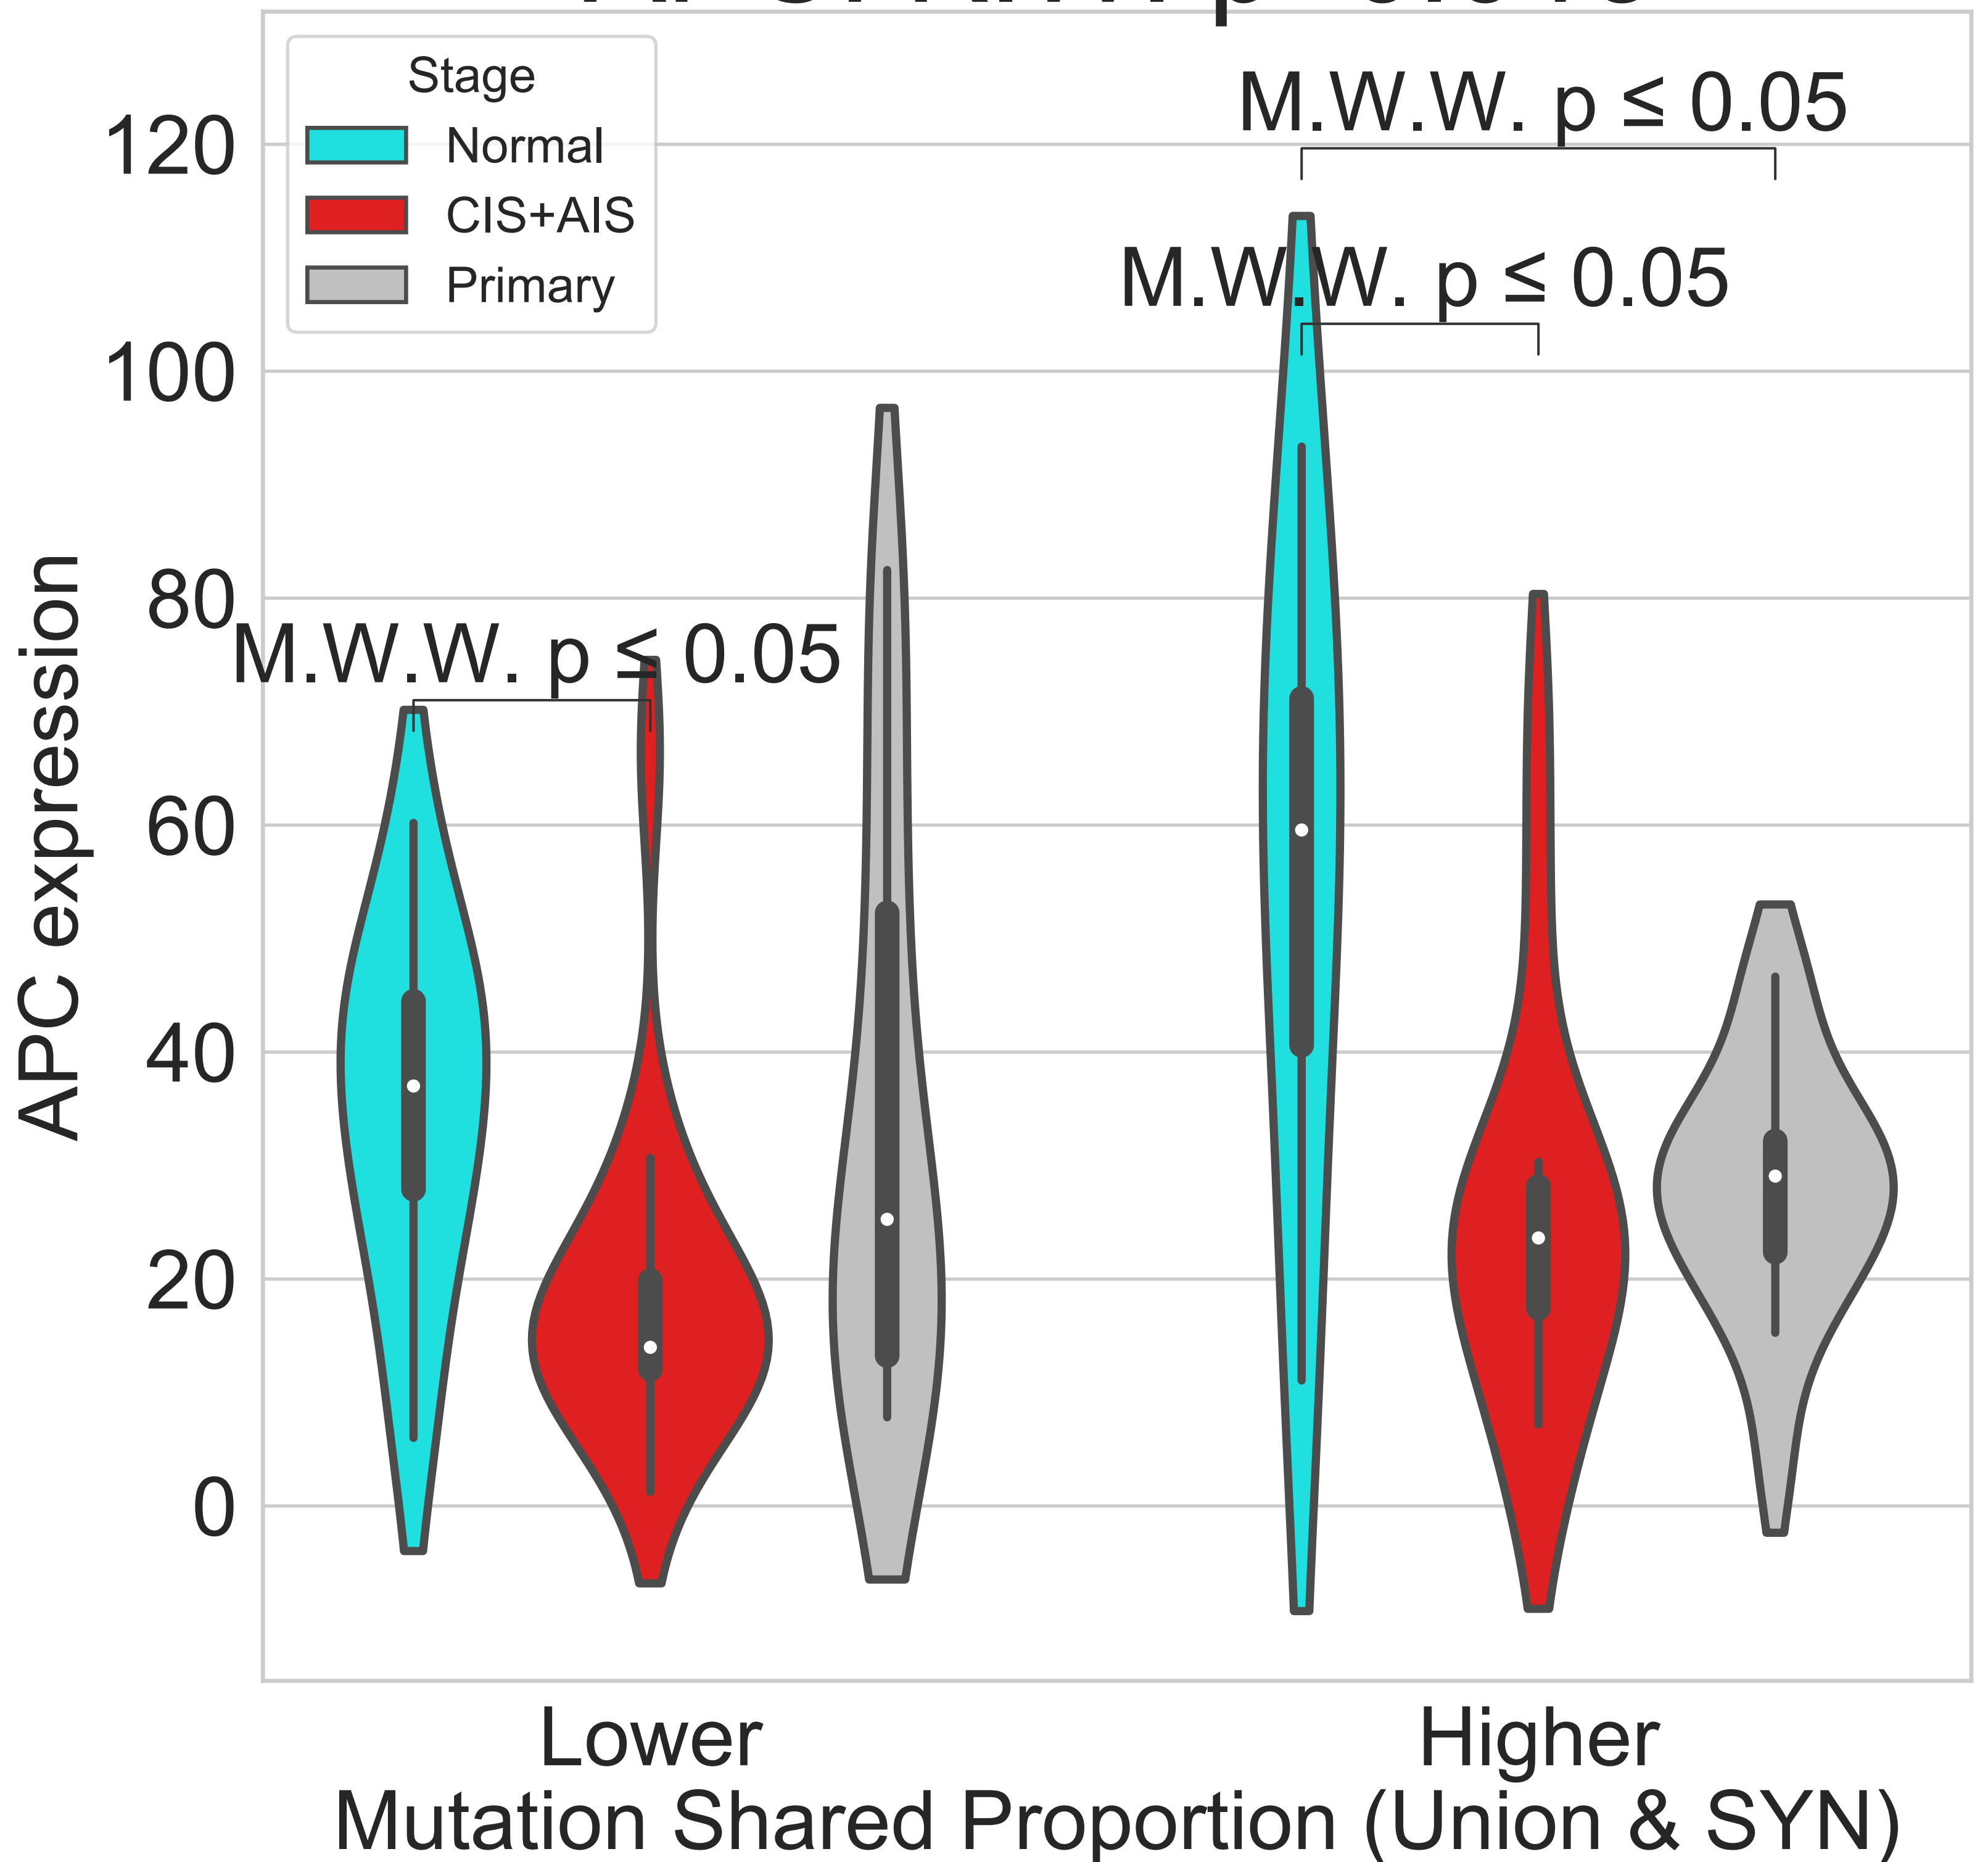 Stage
Normal
CIS+AIS
Primary
M.W.W. p ≤ 0.05
M.W.W. p ≤ 0.05
M.W.W. p ≤ 0.05
120
100
80
60
40
20
0
APC expression
Lower
Higher
Mutation Shared Proportion (Union & SYN)